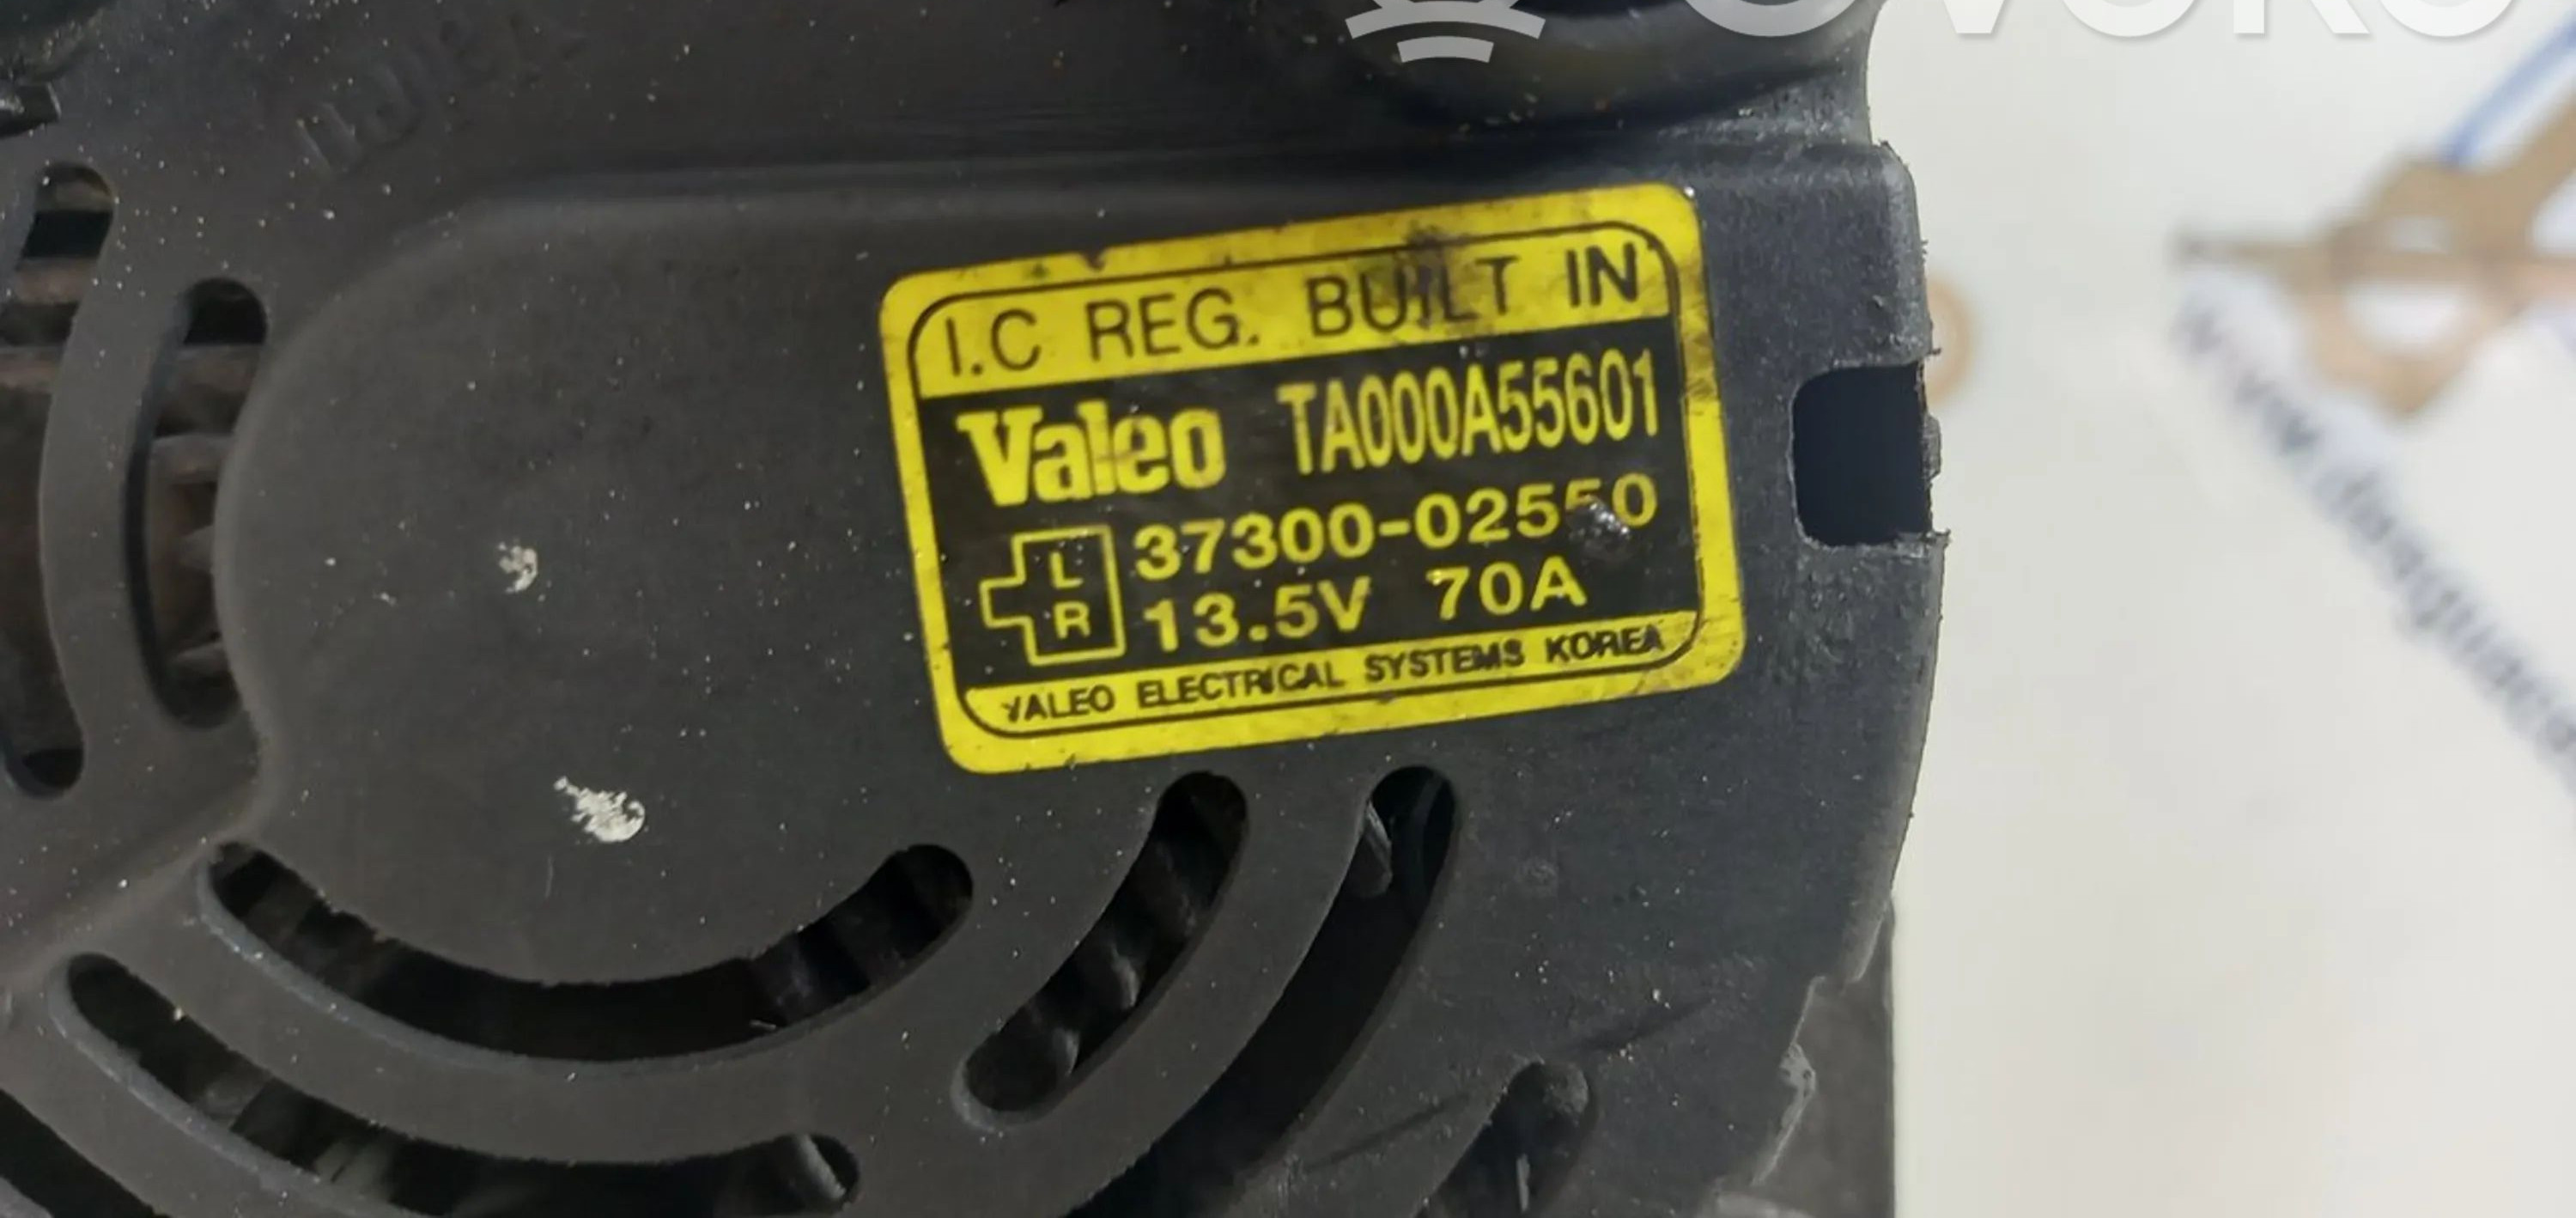 I.C REG. BUILT IN
Valeo TA000A55601
37300-02550
L
R
13.5V 70A
VALEO ELECTRICAL SYSTEMS KOREA